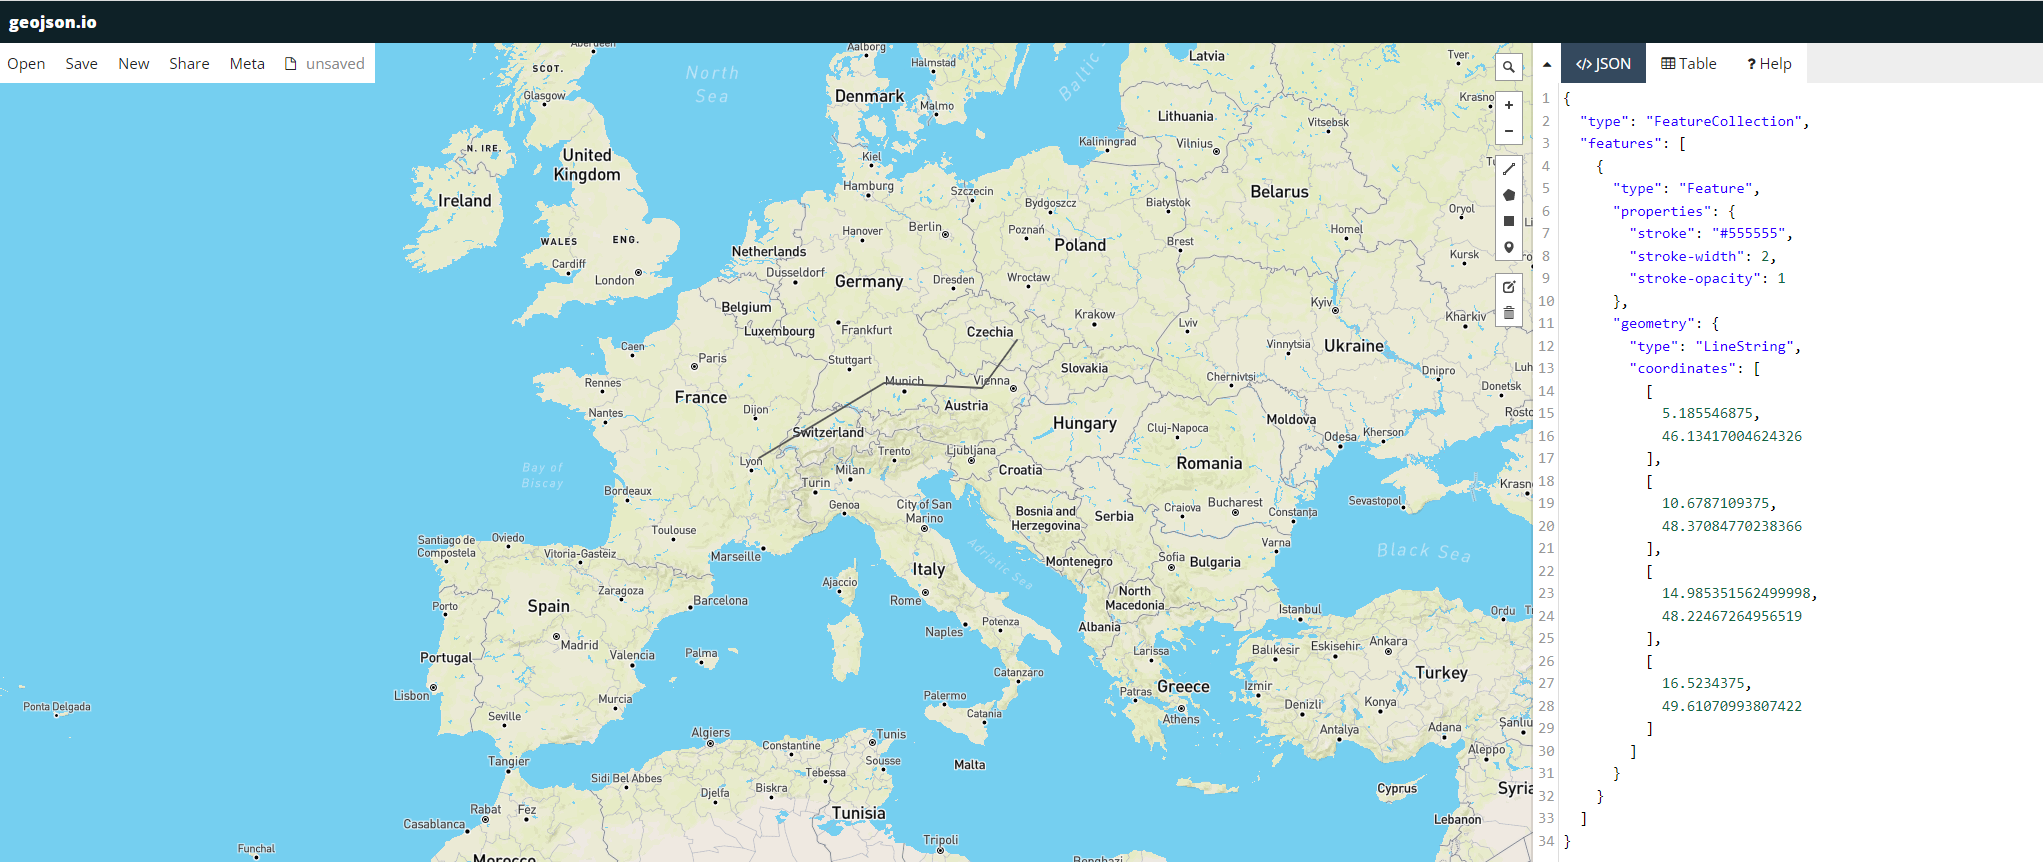 geojson.io
Open Save New Share Meta unsaved
JSON Table Help
Aberdeen
SCOT.
Glasgow
N. IRE.
United
Kingdom
Ireland
WALES
ENG.
Cardiff
London
North
Sea
Aalborg
Halmstad
Denmark
Malmo
Baltic
Latvia
Tver
Krasno
Lithuania
Vitsebsk
Kaliningrad
Vilnius
Kiel
Hamburg
Szczecin
Bydgoszcz
Białystok
Belarus
Hanover
Berlin
Poznań
Poland
Brest
Homel
Oryol
Netherlands
Dusseldorf
Germany
Dresden
Wrocław
Kursk
Belgium
Luxembourg
Frankfurt
Czechia
Krakow
Lviv
Kyiv
Kharkiv
Caen
Paris
Stuttgart
Vinnytsia
Ukraine
Rennes
France
Munich
Vienna
Slovakia
Chernivtsi
Dnipro
Donetsk
Nantes
Dijon
Austria
Switzerland
Hungary
Cluj-Napoca
Moldova
Odesa
Kherson
Lyon
Milan
Trento
Ljubljana
Croatia
Romania
Bay of
Biscay
Bordeaux
Turin
Genoa
City of San
Marino
Bosnia and
Herzegovina
Serbia
Craiova
Bucharest
Constanța
Sevastopol
Toulouse
Marseille
Santiago de
Compostela
Oviedo
Vitoria-Gasteiz
Adriatic Sea
Montenegro
Sofia
Bulgaria
Varna
Black Sea
Italy
Ajaccio
Rome
North
Macedonia
Albania
Porto
Spain
Zaragoza
Barcelona
Madrid
Naples
Potenza
Istanbul
Ordu
Portugal
Valencia
Palma
Larissa
Balıkesir
Eskisehir
Ankara
Turkey
Lisbon
Murcia
Seville
Catanzaro
Palermo
Catania
Patras
Greece
Athens
Izmir
Denizli
Konya
Antalya
Adana
Ponta Delgada
Algiers
Constantine
Tunis
Sousse
Malta
Aleppo
Tangier
Sidi Bel Abbes
Tebessa
Djelfa
Biskra
Cyprus
Syria
Rabat
Fez
Casablanca
Tunisia
Tripoli
Lebanon
Funchal
Morocco
Benghazi
1 {
2 "type": "FeatureCollection",
3 "features": [
4 {
5 "type": "Feature",
6 "properties": {
7 "stroke": "#555555",
8 "stroke-width": 2,
9 "stroke-opacity": 1
10 },
11 "geometry": {
12 "type": "LineString",
13 "coordinates": [
14 [
15 5.185546875,
16 46.13417004624326
17 ],
18 [
19 10.6787109375,
20 48.37084770238366
21 ],
22 [
23 14.985351562499998,
24 48.22467264956519
25 ],
26 [
27 16.5234375,
28 49.61070993807422
29 ]
30 ]
31 }
32 }
33 ]
34 }